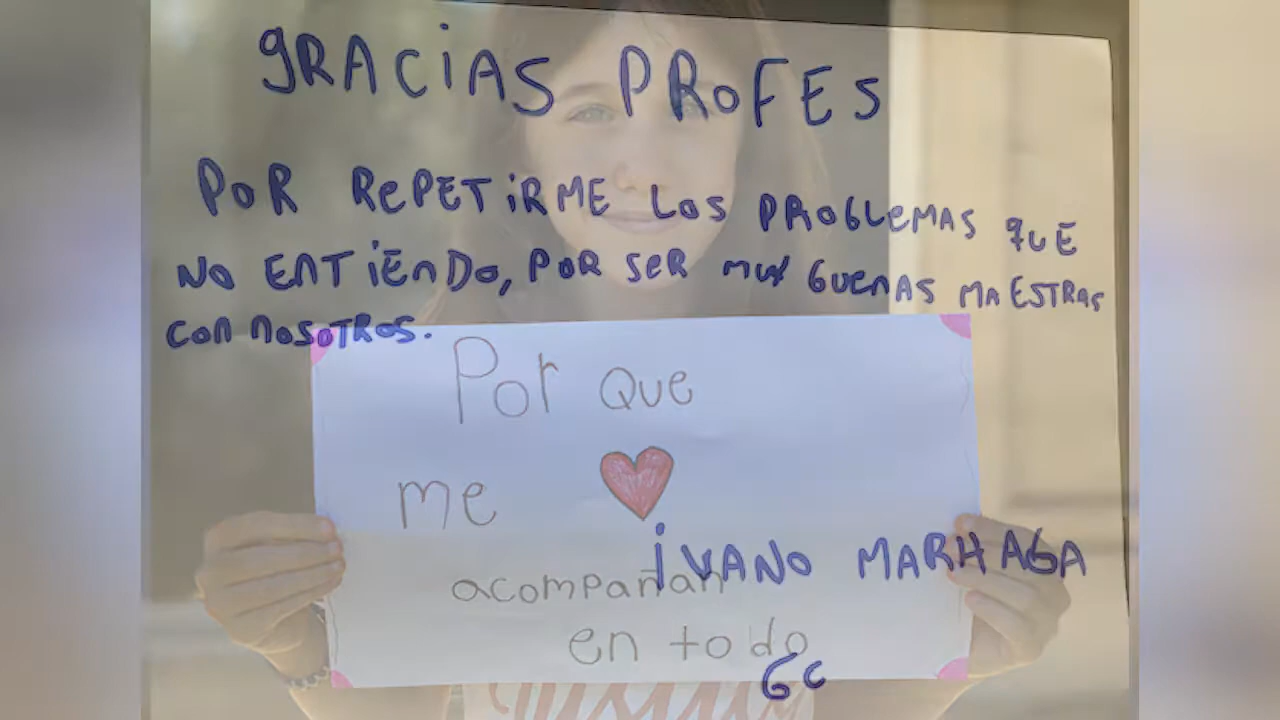 GRACIAS PROFES
POR REPETIRME LOS PROBLEMAS QUE
NO ENTIENDO, POR SER MUY BUENAS MAESTRAS
CON NOSOTROS.
Por que
me
IVANO MARHAGA
acompañan
en todo
6C